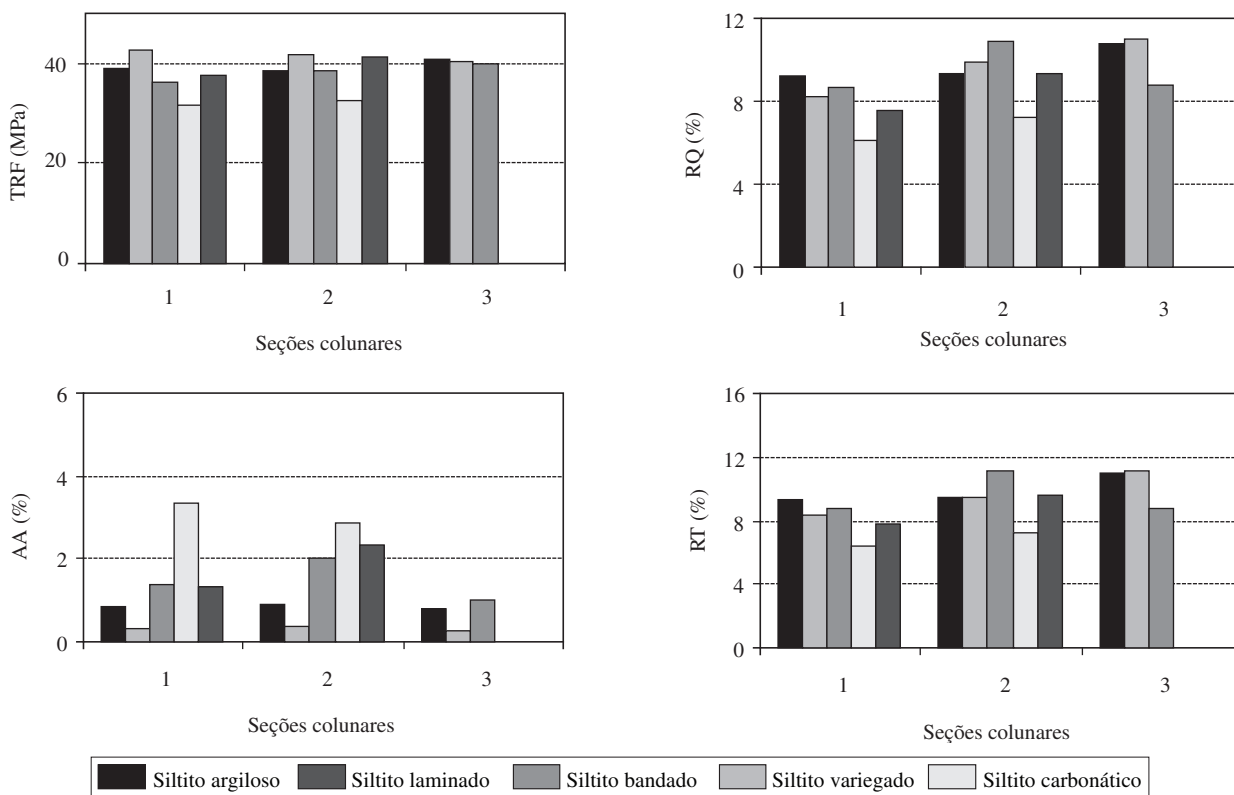 TRF (MPa)
40
20
0
1
2
3
Seções colunares
RQ (%)
12
8
4
0
1
2
3
Seções colunares
AA (%)
6
4
2
0
1
2
3
Seções colunares
RT (%)
16
12
8
4
0
1
2
3
Seções colunares
Siltito argiloso
Siltito laminado
Siltito bandado
Siltito variegado
Siltito carbonático